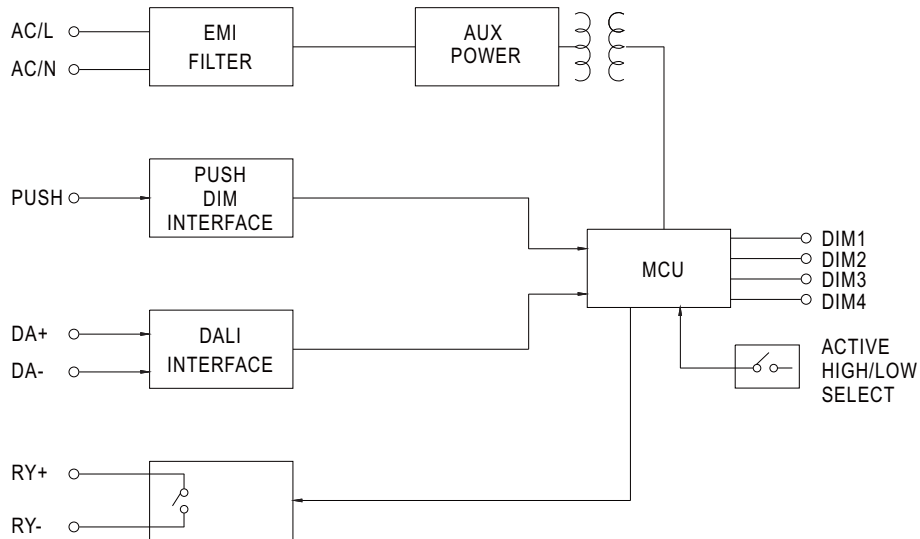 AC/L
AC/N
EMI
FILTER
AUX
POWER
PUSH
PUSH
DIM
INTERFACE
MCU
DIM1
DIM2
DIM3
DIM4
DA+
DA-
DALI
INTERFACE
ACTIVE
HIGH/LOW
SELECT
RY+
RY-